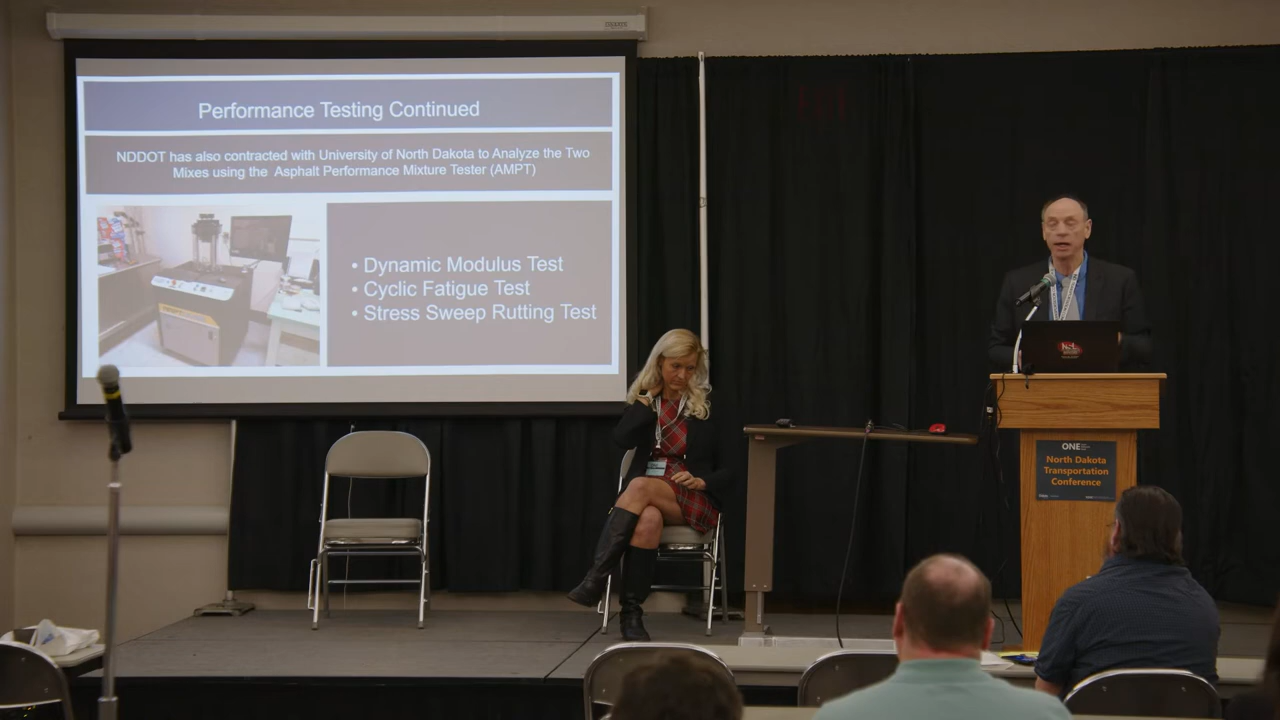 Performance Testing Continued
NDDOT has also contracted with University of North Dakota to Analyze the Two
Mixes using the Asphalt Performance Mixture Tester (AMPT)
• Dynamic Modulus Test
• Cyclic Fatigue Test
• Stress Sweep Rutting Test
ONE
North Dakota
Transportation
Conference